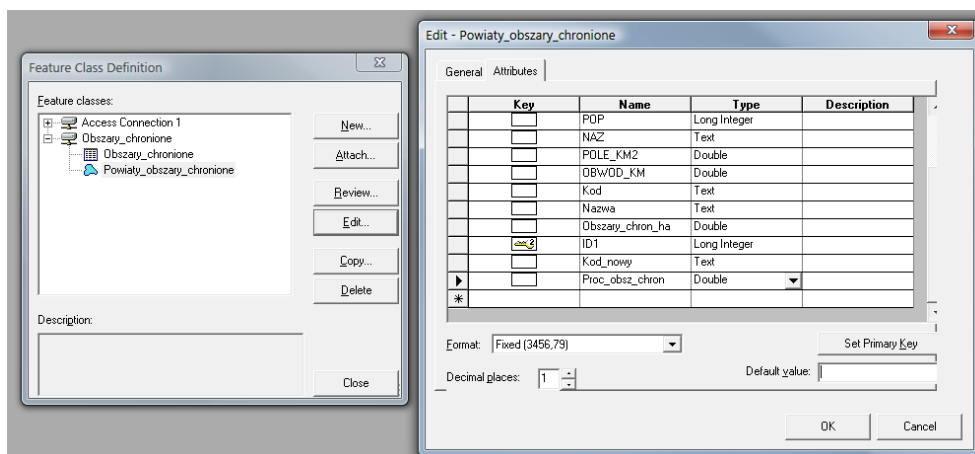 Feature Class Definition
Feature classes:
Access Connection 1
Obszary_chronione
Obszary_chronione
Powiaty_obszary_chronione
New...
Attach...
Review...
Edit...
Copy...
Delete
Description:
Close
Edit - Powiaty_obszary_chronione
General Attributes
Key Name Type Description
POP Long Integer
NAZ Text
POLE_KM2 Double
OBWOD_KM Double
Kod Text
Nazwa Text
Obszary_chron_ha Double
2 ID1 Long Integer
Kod_nowy Text
Proc_obsz_chron Double
*
Format: Fixed (3456,79)
Set Primary Key
Decimal places: 1
Default value:
OK Cancel